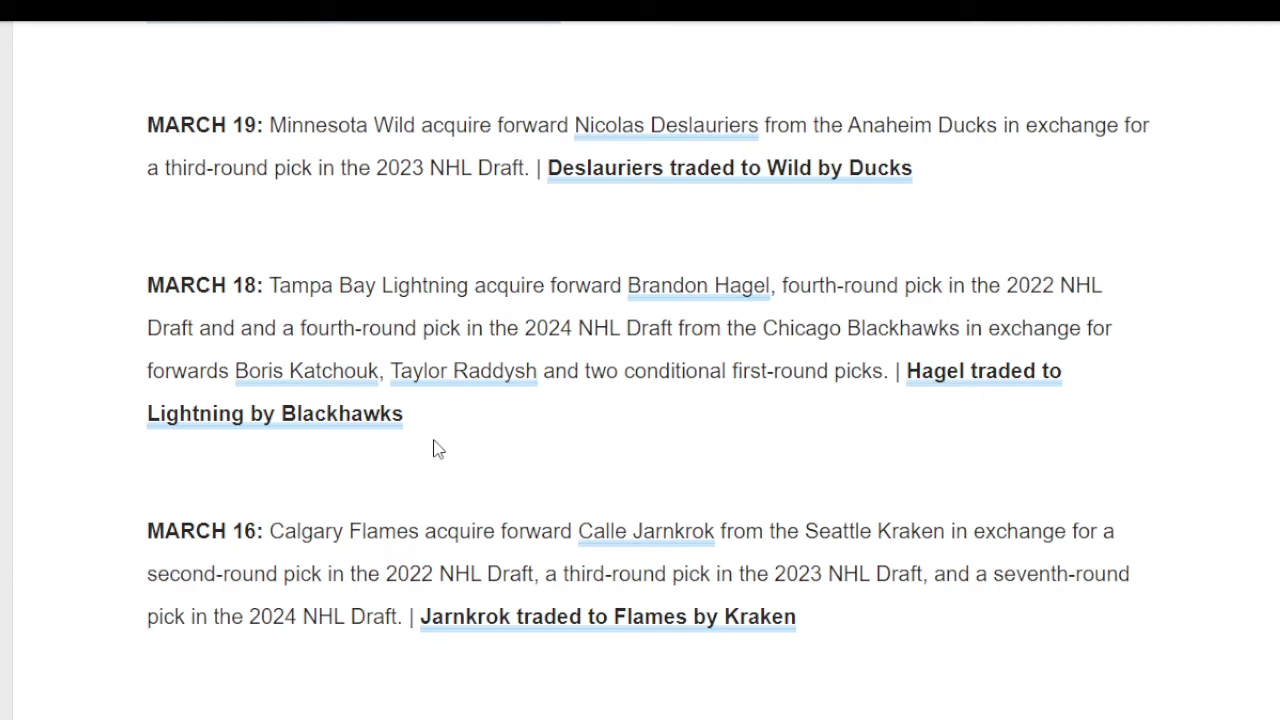 MARCH 19: Minnesota Wild acquire forward Nicolas Deslauriers from the Anaheim Ducks in exchange for
a third-round pick in the 2023 NHL Draft. | Deslauriers traded to Wild by Ducks
MARCH 18: Tampa Bay Lightning acquire forward Brandon Hagel, fourth-round pick in the 2022 NHL
Draft and and a fourth-round pick in the 2024 NHL Draft from the Chicago Blackhawks in exchange for
forwards Boris Katchouk, Taylor Raddysh and two conditional first-round picks. | Hagel traded to
Lightning by Blackhawks
MARCH 16: Calgary Flames acquire forward Calle Jarnkrok from the Seattle Kraken in exchange for a
second-round pick in the 2022 NHL Draft, a third-round pick in the 2023 NHL Draft, and a seventh-round
pick in the 2024 NHL Draft. | Jarnkrok traded to Flames by Kraken